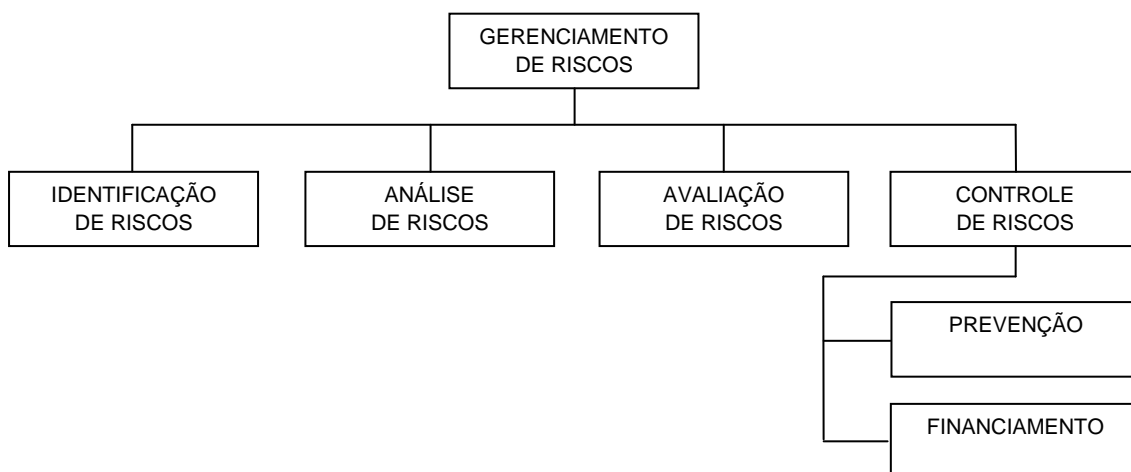 GERENCIAMENTO
DE RISCOS
IDENTIFICAÇÃO
DE RISCOS
ANÁLISE
DE RISCOS
AVALIAÇÃO
DE RISCOS
CONTROLE
DE RISCOS
PREVENÇÃO
FINANCIAMENTO